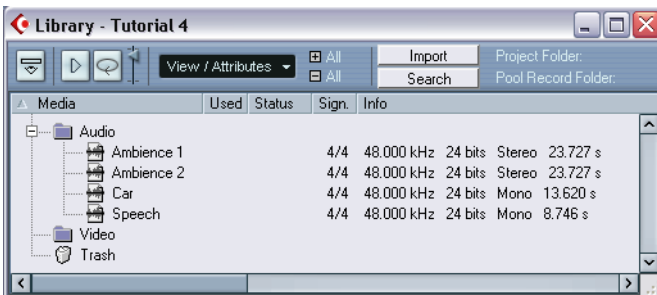 Library - Tutorial 4
View / Attributes
All
All
Import
Search
Project Folder:
Pool Record Folder:
Media Used Status Sign. Info
Audio
Ambience 1 4/4 48.000 kHz 24 bits Stereo 23.727 s
Ambience 2 4/4 48.000 kHz 24 bits Stereo 23.727 s
Car 4/4 48.000 kHz 24 bits Mono 13.620 s
Speech 4/4 48.000 kHz 24 bits Mono 8.746 s
Video
Trash